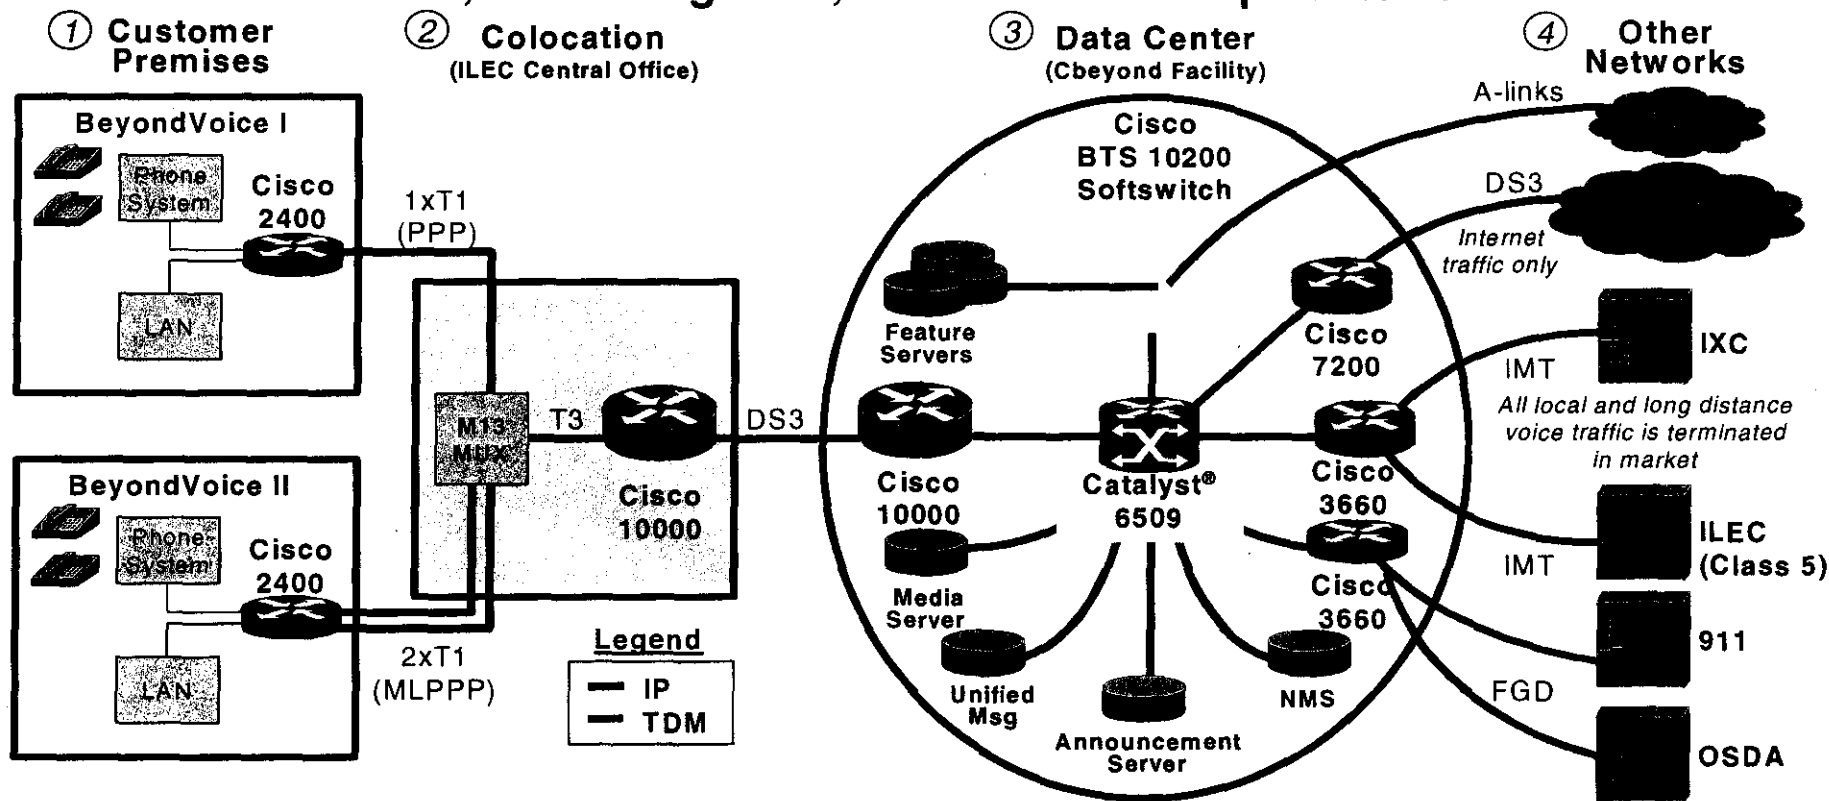 1 Customer
Premises
2 Colocation
(ILEC Central Office)
3 Data Center
(Cbeyond Facility)
4 Other
Networks
BeyondVoice I
Phone
System
Cisco
2400
LAN
1xT1
(PPP)
BeyondVoice II
Phone
System
Cisco
2400
LAN
2xT1
(MLPPP)
M13
MUX
T3
Cisco
10000
DS3
Legend
IP
TDM
Cisco
BTS 10200
Softswitch
Feature
Servers
Cisco
10000
Media
Server
Unified
Msg
Announcement
Server
NMS
Catalyst®
6509
Cisco
7200
Cisco
3660
Cisco
3660
A-links
DS3
Internet
traffic only
IMT
IXC
All local and long distance
voice traffic is terminated
in market
IMT
ILEC
(Class 5)
911
FGD
OSDA